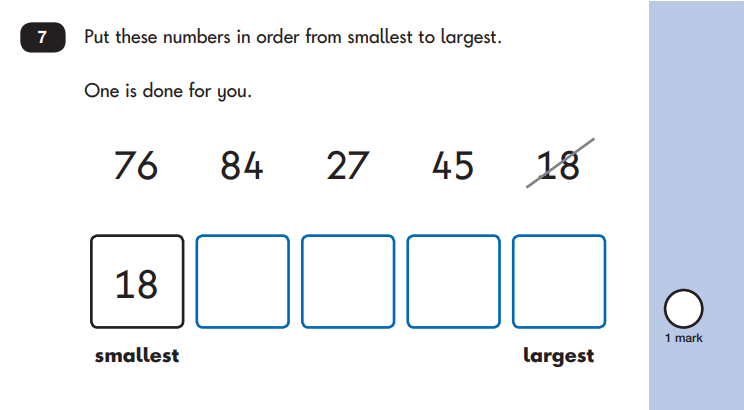 7 Put these numbers in order from smallest to largest.
One is done for you.
76 84 27 45 18
18
smallest largest
1 mark